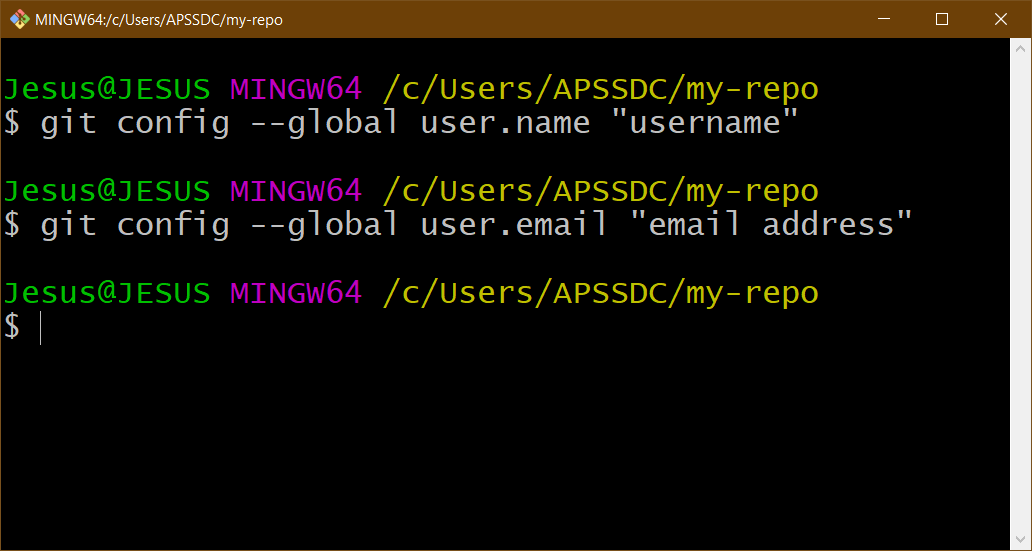 MINGW64:/c/Users/APSSDC/my-repo
Jesus@JESUS MINGW64 /c/Users/APSSDC/my-repo
$ git config --global user.name "username"
Jesus@JESUS MINGW64 /c/Users/APSSDC/my-repo
$ git config --global user.email "email address"
Jesus@JESUS MINGW64 /c/Users/APSSDC/my-repo
$